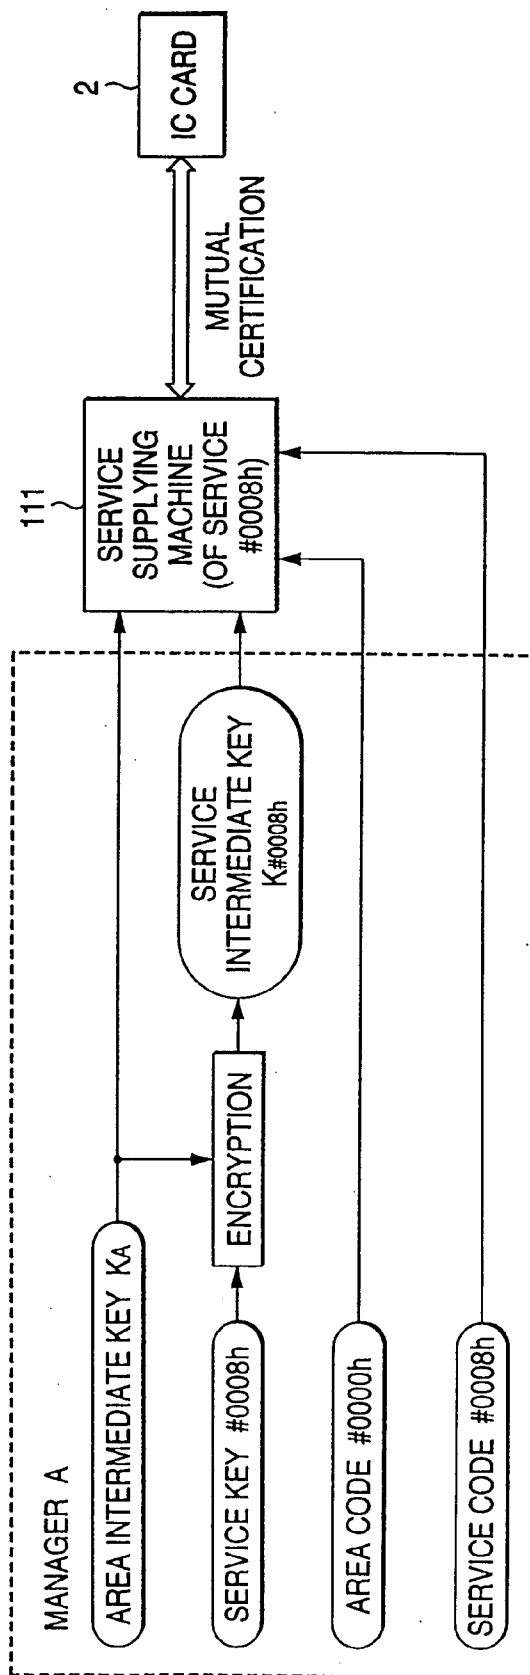 MANAGER A
AREA INTERMEDIATE KEY KA
SERVICE KEY #0008h
AREA CODE #0000h
SERVICE CODE #0008h
ENCRYPTION
SERVICE
INTERMEDIATE KEY
K#0008h
111
SERVICE
SUPPLYING
MACHINE
(OF SERVICE
#0008h)
MUTUAL
CERTIFICATION
2
IC CARD